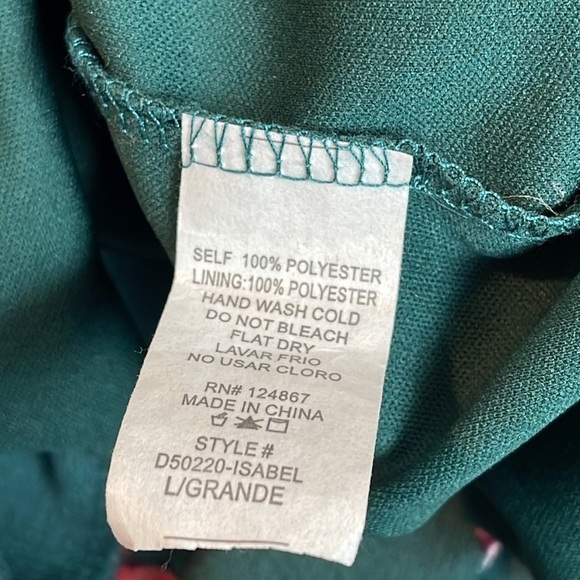 SELF 100% POLYESTER
LINING:100% POLYESTER
HAND WASH COLD
DO NOT BLEACH
FLAT DRY
LAVAR FRIO
NO USAR CLORO
RN# 124867
MADE IN CHINA
STYLE #
D50220-ISABEL
L/GRANDE